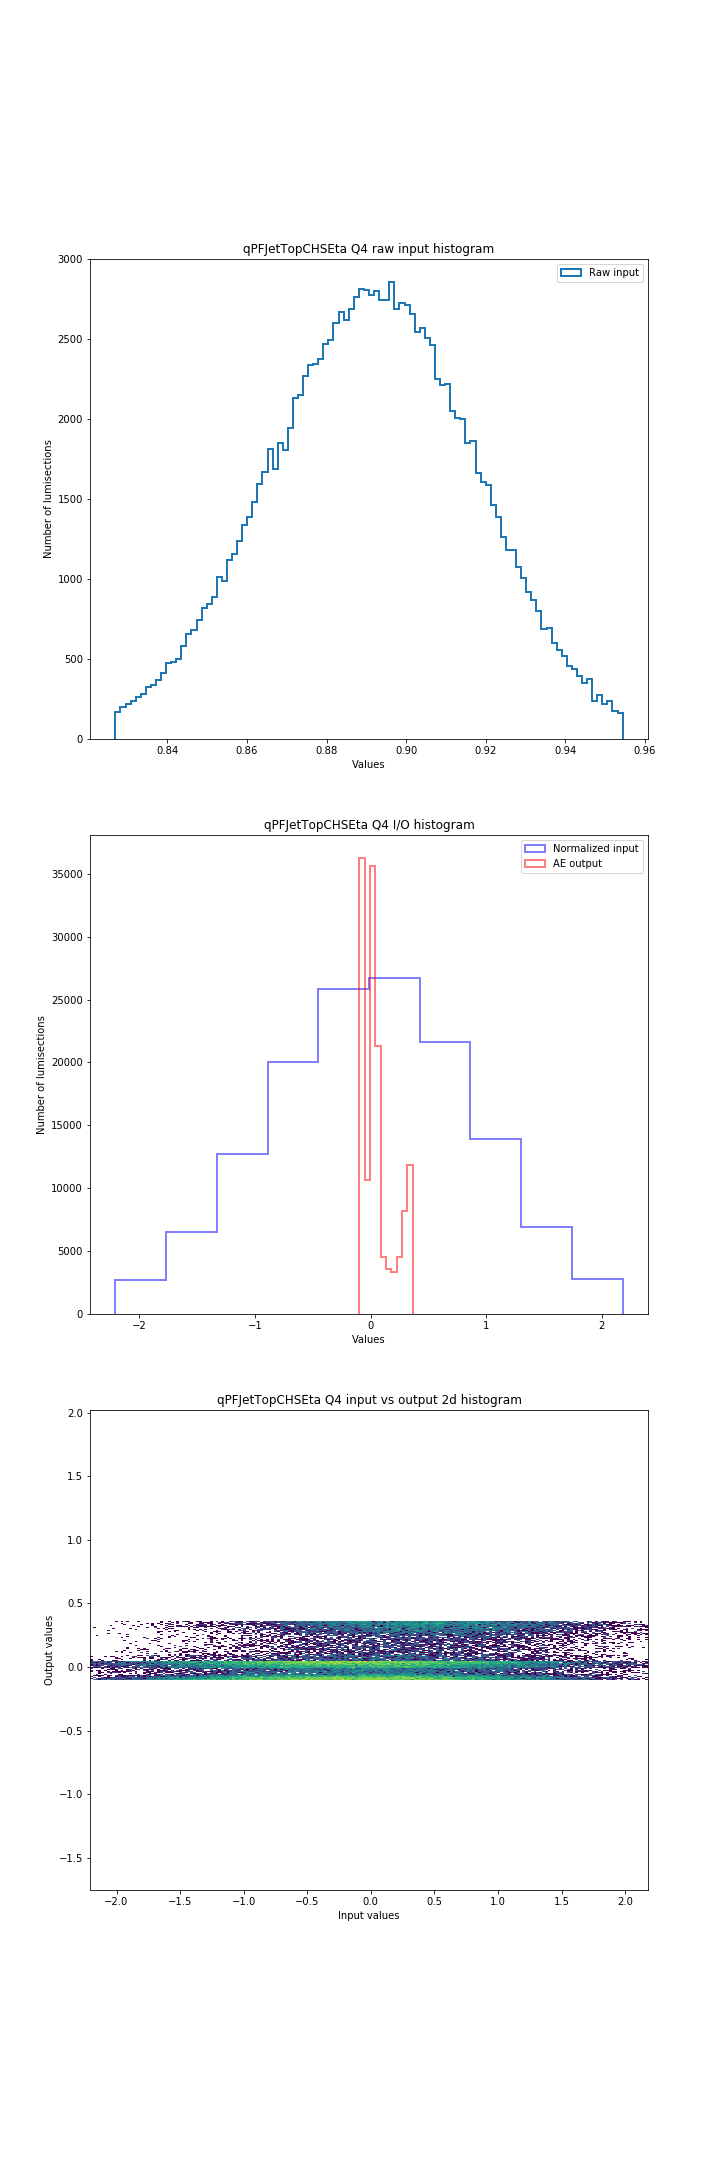 qPFJetTopCHSEta Q4 raw input histogram
3000
2500
2000
1500
1000
500
0
Number of lumisections
Raw input
0.84 0.86 0.88 0.90 0.92 0.94 0.96
Values
qPFJetTopCHSEta Q4 I/O histogram
35000
30000
25000
20000
15000
10000
5000
0
Number of lumisections
Normalized input
AE output
−2 −1 0 1 2
Values
qPFJetTopCHSEta Q4 input vs output 2d histogram
2.0
1.5
1.0
0.5
0.0
−0.5
−1.0
−1.5
Output values
−2.0 −1.5 −1.0 −0.5 0.0 0.5 1.0 1.5 2.0
Input values